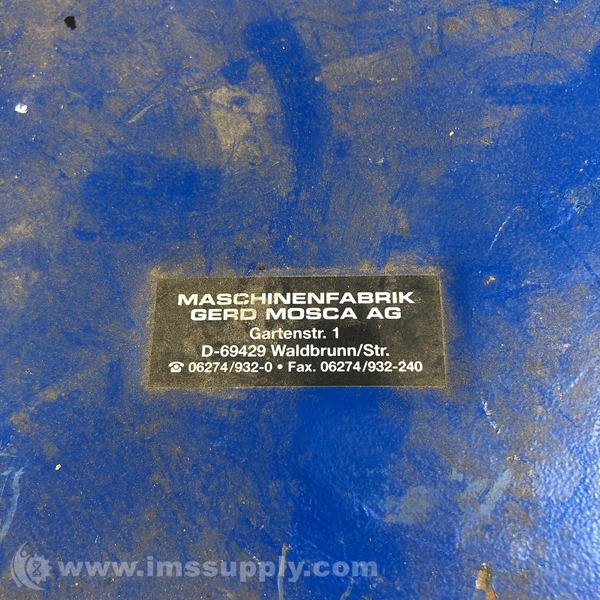 MASCHINENFABRIK
GERD MOSCA AG
Gartenstr. 1
D-69429 Waldbrunn/Str.
☎ 06274/932-0 • Fax. 06274/932-240
www.imssupply.com